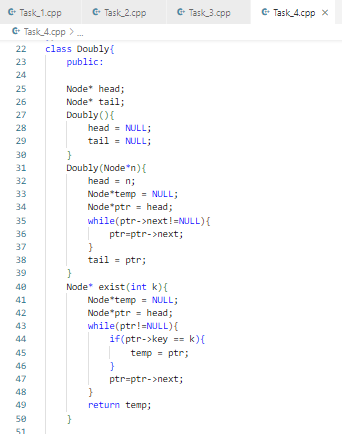 Task_1.cpp Task_2.cpp Task_3.cpp Task_4.cpp ×
Task_4.cpp > ...
22 class Doubly{
23 public:
24
25 Node* head;
26 Node* tail;
27 Doubly(){
28 head = NULL;
29 tail = NULL;
30 }
31 Doubly(Node*n){
32 head = n;
33 Node*temp = NULL;
34 Node*ptr = head;
35 while(ptr->next!=NULL){
36 ptr=ptr->next;
37 }
38 tail = ptr;
39 }
40 Node* exist(int k){
41 Node*temp = NULL;
42 Node*ptr = head;
43 while(ptr!=NULL){
44 if(ptr->key == k){
45 temp = ptr;
46 }
47 ptr=ptr->next;
48 }
49 return temp;
50 }
51